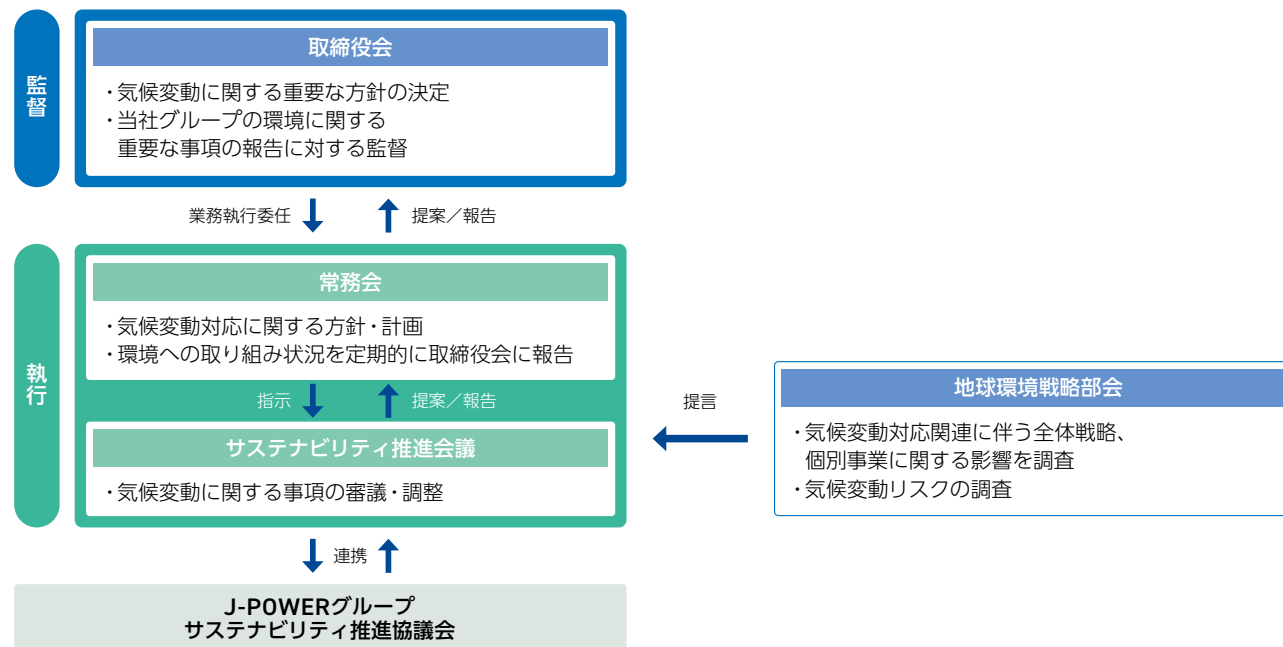 監督
取締役会
・気候変動に関する重要な方針の決定
・当社グループの環境に関する
重要な事項の報告に対する監督
業務執行委任
提案／報告
執行
常務会
・気候変動対応に関する方針・計画
・環境への取り組み状況を定期的に取締役会に報告
指示
提案／報告
サステナビリティ推進会議
・気候変動に関する事項の審議・調整
提言
地球環境戦略部会
・気候変動対応関連に伴う全体戦略、
個別事業に関する影響を調査
・気候変動リスクの調査
連携
J-POWERグループ
サステナビリティ推進協議会